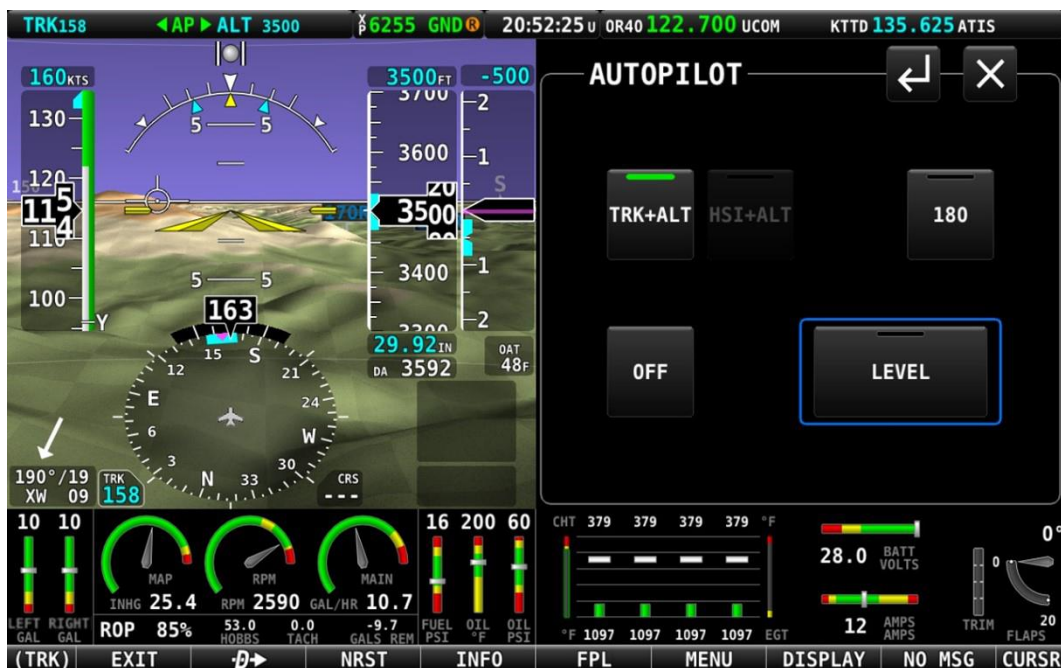 TRK158 AP ALT 3500 XP 6255 GND R 20:52:25 U OR40 122.700 UCOM KTTD 135.625 ATIS
160KTS
3500FT -500
AUTOPILOT
3700
2
130
5 5
3600
1
TRK+ALT HSI+ALT 180
120
20
S
115
4
3500
110
3400
1
5 5
100
Y
163
2
29.92IN
OAT
48F
DA 3592
OFF LEVEL
12 15 S 21
E 24
6 W
3 N 33 30
190°/19
XW 09
TRK
158
CRS
---
10 10
MAP
INHG 25.4
RPM
RPM 2590
MAIN
GAL/HR 10.7
16 200 60
CHT 379 379 379 379 °F
28.0 BATT VOLTS
0°
0
LEFT GAL RIGHT GAL
ROP 85%
53.0 HOBBS
0.0 TACH
-9.7 GALS REM
FUEL PSI OIL °F OIL PSI
°F 1097 1097 1097 1097 EGT
12 AMPS AMPS
TRIM
20
FLAPS
(TRK) EXIT D NRST INFO FPL MENU DISPLAY NO MSG CURSR